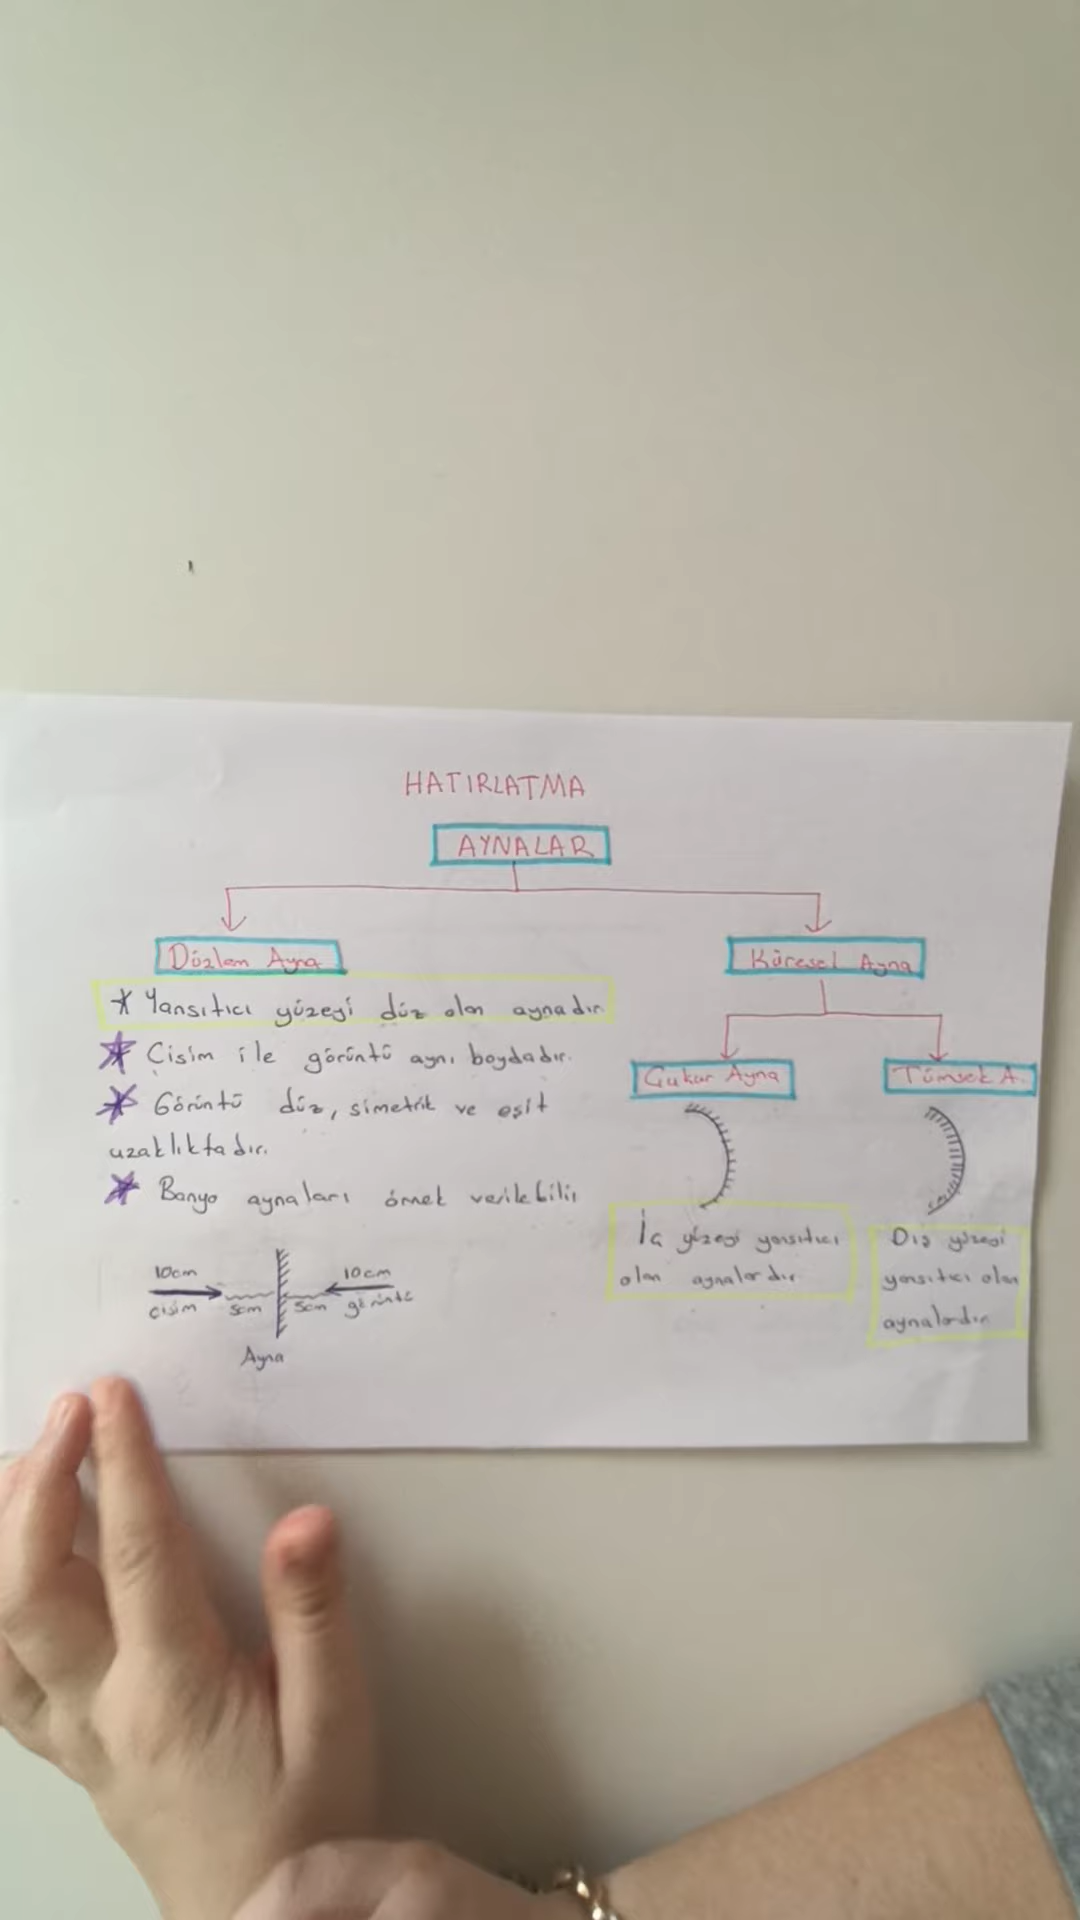 HATIRLATMA
AYNALAR
Düzlem Ayna
* Yansıtıcı yüzeyi düz olan aynadır.
* Cisim ile görüntü aynı boydadır.
* Görüntü düz, simetrik ve eşit
uzaklıktadır.
* Banyo aynaları örnek verilebilir
10cm
cisim
5cm
5cm
10cm
görüntü
Ayna
Küresel Ayna
Çukur Ayna
İç yüzeyi yansıtıcı
olan aynalardır.
Tümsek A.
Dış yüzeyi
yansıtıcı olan
aynalardır.